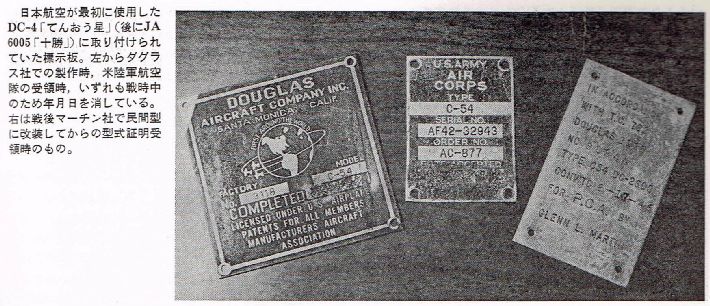 日本航空が最初に使用した
DC-4「てんおう星」(後にJA
6005「十勝」)に取り付けられ
ていた標示板。左からダグラ
ス社での製作時，米陸軍航空
隊の受領時，いずれも戦時中
のため年月日を消している。
右は戦後マーチン社で民間型
に改装してからの型式証明受
領時のもの。
DOUGLAS
AIRCRAFT COMPANY INC.
SANTA MONICA CALIF.
FACTORY
NO.
MODEL
C-54
COMPLETED
LICENSED UNDER U.S. AIRPLANE
PATENTS FOR ALL MEMBERS
MANUFACTURERS AIRCRAFT
ASSOCIATION
U.S. ARMY
AIR
CORPS
TYPE
C-54
SERIAL NO.
AF42-32943
ORDER NO.
AC-877
IN ACCORD
WITH T.C.
DOUGLAS
NO.
TYPE C54
CONVTD
FOR P.O.A. BY
GLENN L. MARTIN